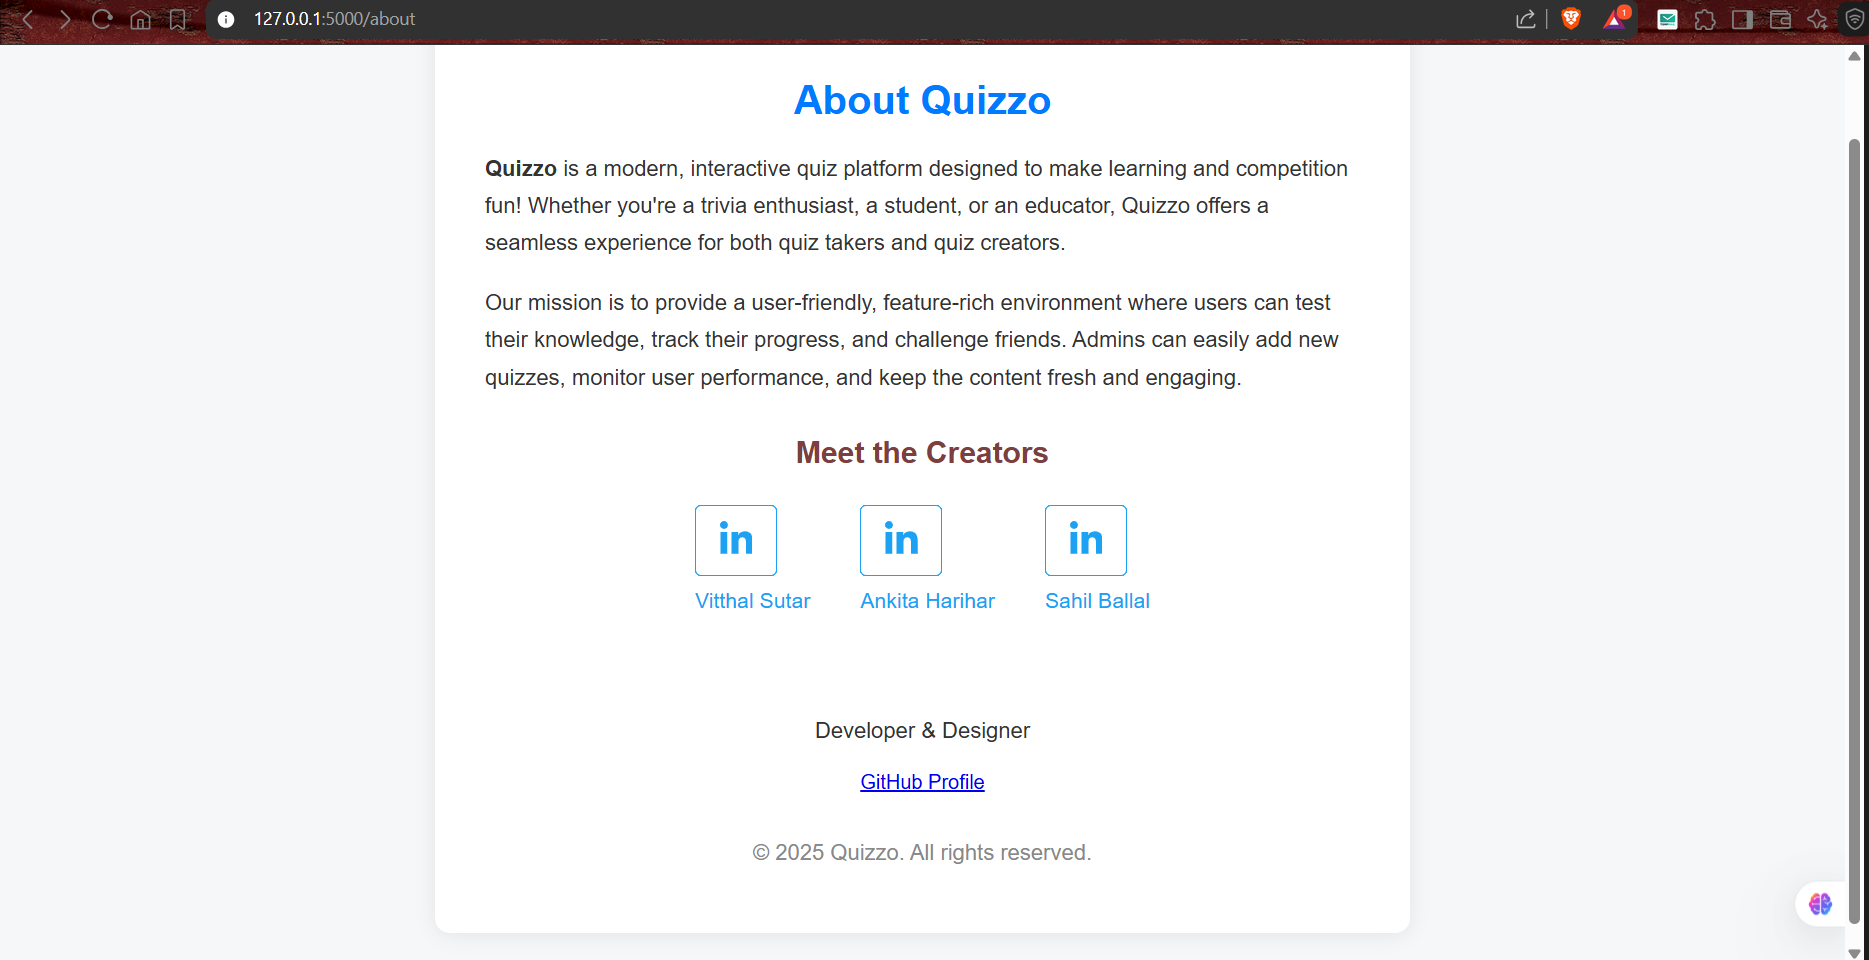 127.0.0.1:5000/about
1
About Quizzo
Quizzo is a modern, interactive quiz platform designed to make learning and competition
fun! Whether you're a trivia enthusiast, a student, or an educator, Quizzo offers a
seamless experience for both quiz takers and quiz creators.
Our mission is to provide a user-friendly, feature-rich environment where users can test
their knowledge, track their progress, and challenge friends. Admins can easily add new
quizzes, monitor user performance, and keep the content fresh and engaging.
Meet the Creators
in in in
Vitthal Sutar Ankita Harihar Sahil Ballal
Developer & Designer
GitHub Profile
© 2025 Quizzo. All rights reserved.